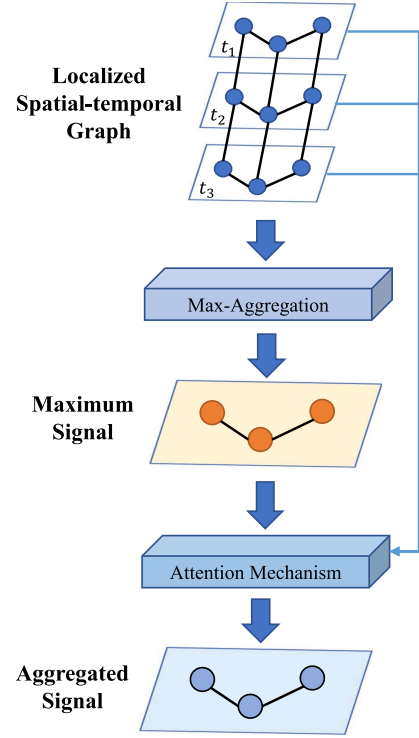 t1
Localized
Spatial-temporal
Graph
t2
t3
Max-Aggregation
Maximum
Signal
Attention Mechanism
Aggregated
Signal